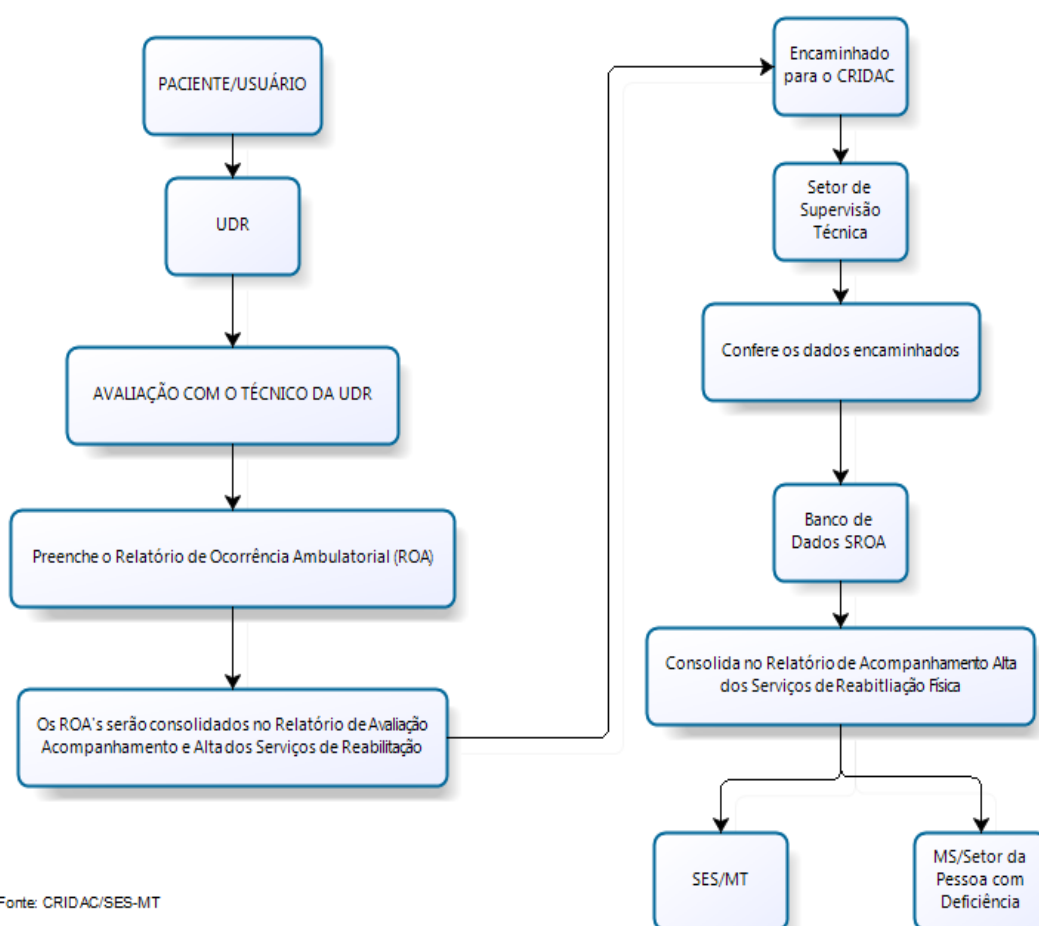 PACIENTE/USUÁRIO
UDR
AVALIAÇÃO COM O TÉCNICO DA UDR
Preenche o Relatório de Ocorrência Ambulatorial (ROA)
Os ROA's serão consolidados no Relatório de Avaliação
Acompanhamento e Alta dos Serviços de Reabilitação
Encaminhado
para o CRIDAC
Setor de
Supervisão
Técnica
Confere os dados encaminhados
Banco de
Dados SROA
Consolida no Relatório de Acompanhamento Alta
dos Serviços de Reabitliação Física
SES/MT
MS/Setor da
Pessoa com
Deficiência
Fonte: CRIDAC/SES-MT